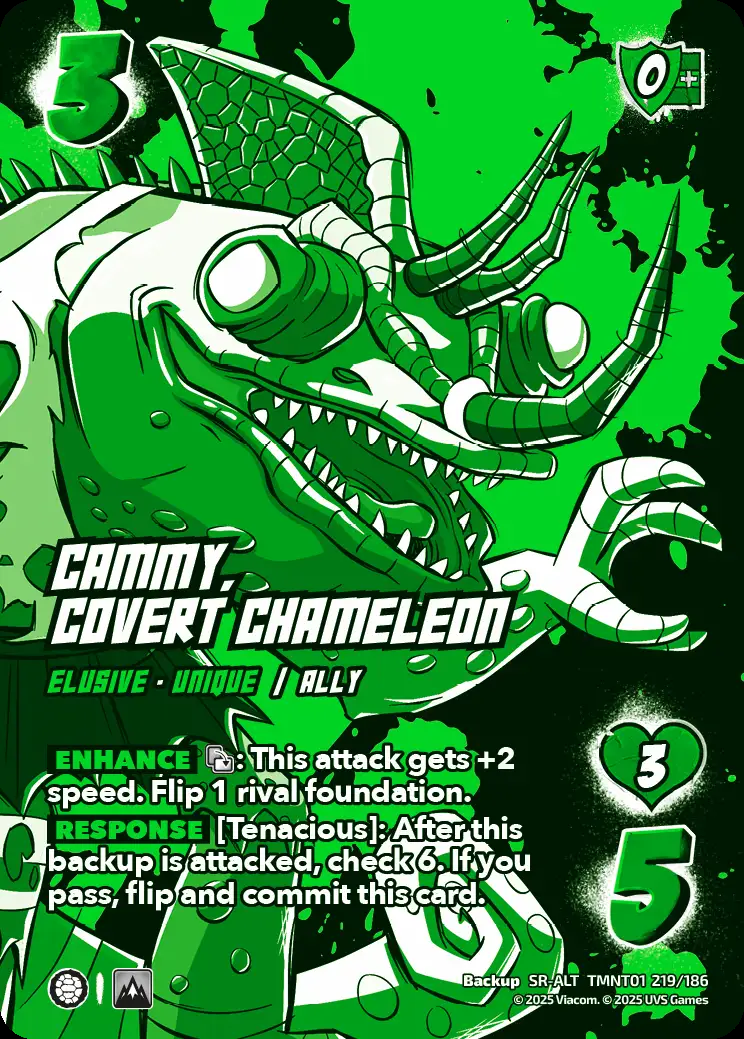 3
0
+
CAMMY,
COVERT CHAMELEON
ELUSIVE · UNIQUE / ALLY
ENHANCE : This attack gets +2
speed. Flip 1 rival foundation.
RESPONSE [Tenacious]: After this
backup is attacked, check 6. If you
pass, flip and commit this card.
3
5
Backup SR-ALT TMNT01 219/186
© 2025 Viacom. © 2025 UVS Games